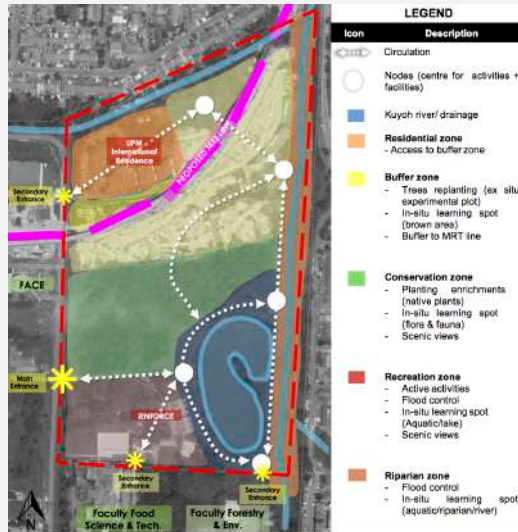 UPM
International
Residence
PROPOSED MRT LINE
Secondary
Entrance
FACE
Main
Entrance
IENFORCE
Secondary
Entrance
Secondary
Entrance
Faculty Food
Science & Tech.
Faculty Forestry
& Env.
N
LEGEND
Icon Description
Circulation
Nodes (centre for activities +
facilities)
Kuyoh river/ drainage
Residential zone
- Access to buffer zone
Buffer zone
- Trees replanting (ex situ
experimental plot)
- In-situ learning spot
(brown area)
- Buffer to MRT line
Conservation zone
- Planting enrichments
(native plants)
- In-situ learning spot
(flora & fauna)
- Scenic views
Recreation zone
- Active activities
- Flood control
- In-situ learning spot
(Aquatic/lake)
- Scenic views
Riparian zone
- Flood control
- In-situ learning spot
(aquatic/riparian/river)